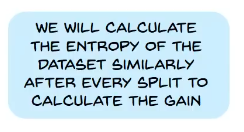 WE WILL CALCULATE
THE ENTROPY OF THE
DATASET SIMILARLY
AFTER EVERY SPLIT TO
CALCULATE THE GAIN